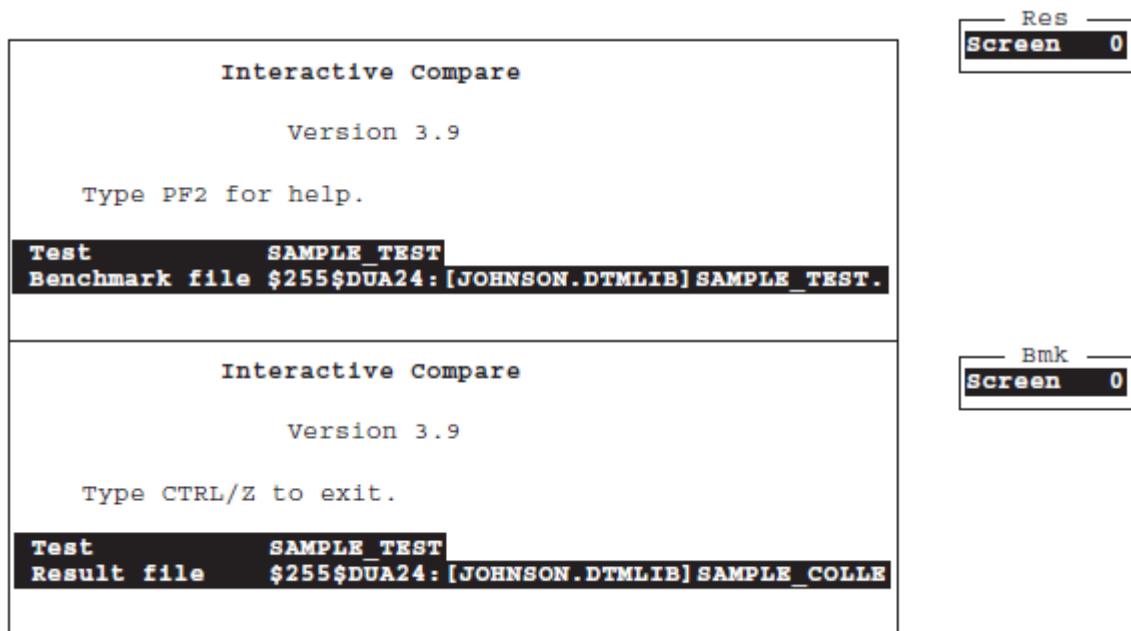 Res
Screen 0
Interactive Compare
Version 3.9
Type PF2 for help.
Test SAMPLE_TEST
Benchmark file $255$DUA24:[JOHNSON.DTMLIB]SAMPLE_TEST.
Bmk
Screen 0
Interactive Compare
Version 3.9
Type CTRL/Z to exit.
Test SAMPLE_TEST
Result file $255$DUA24:[JOHNSON.DTMLIB]SAMPLE_COLLE